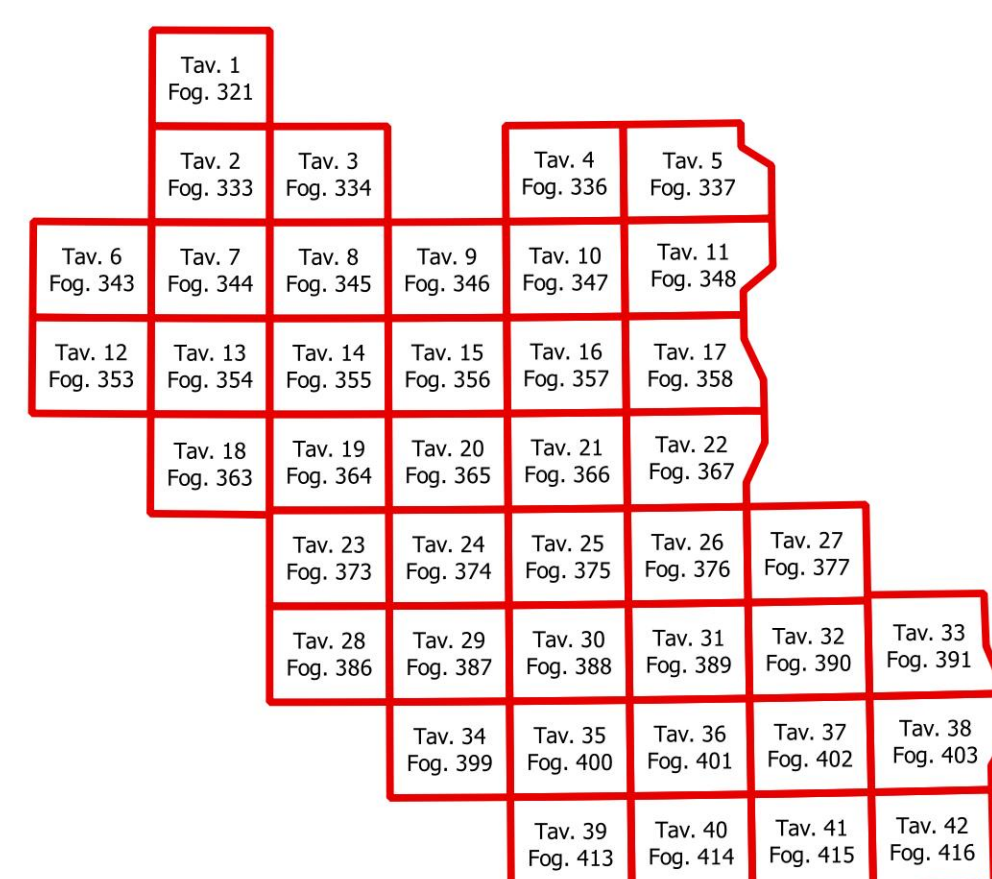 Tav. 1
Fog. 321
Tav. 2
Fog. 333
Tav. 3
Fog. 334
Tav. 4
Fog. 336
Tav. 5
Fog. 337
Tav. 6
Fog. 343
Tav. 7
Fog. 344
Tav. 8
Fog. 345
Tav. 9
Fog. 346
Tav. 10
Fog. 347
Tav. 11
Fog. 348
Tav. 12
Fog. 353
Tav. 13
Fog. 354
Tav. 14
Fog. 355
Tav. 15
Fog. 356
Tav. 16
Fog. 357
Tav. 17
Fog. 358
Tav. 18
Fog. 363
Tav. 19
Fog. 364
Tav. 20
Fog. 365
Tav. 21
Fog. 366
Tav. 22
Fog. 367
Tav. 23
Fog. 373
Tav. 24
Fog. 374
Tav. 25
Fog. 375
Tav. 26
Fog. 376
Tav. 27
Fog. 377
Tav. 28
Fog. 386
Tav. 29
Fog. 387
Tav. 30
Fog. 388
Tav. 31
Fog. 389
Tav. 32
Fog. 390
Tav. 33
Fog. 391
Tav. 34
Fog. 399
Tav. 35
Fog. 400
Tav. 36
Fog. 401
Tav. 37
Fog. 402
Tav. 38
Fog. 403
Tav. 39
Fog. 413
Tav. 40
Fog. 414
Tav. 41
Fog. 415
Tav. 42
Fog. 416